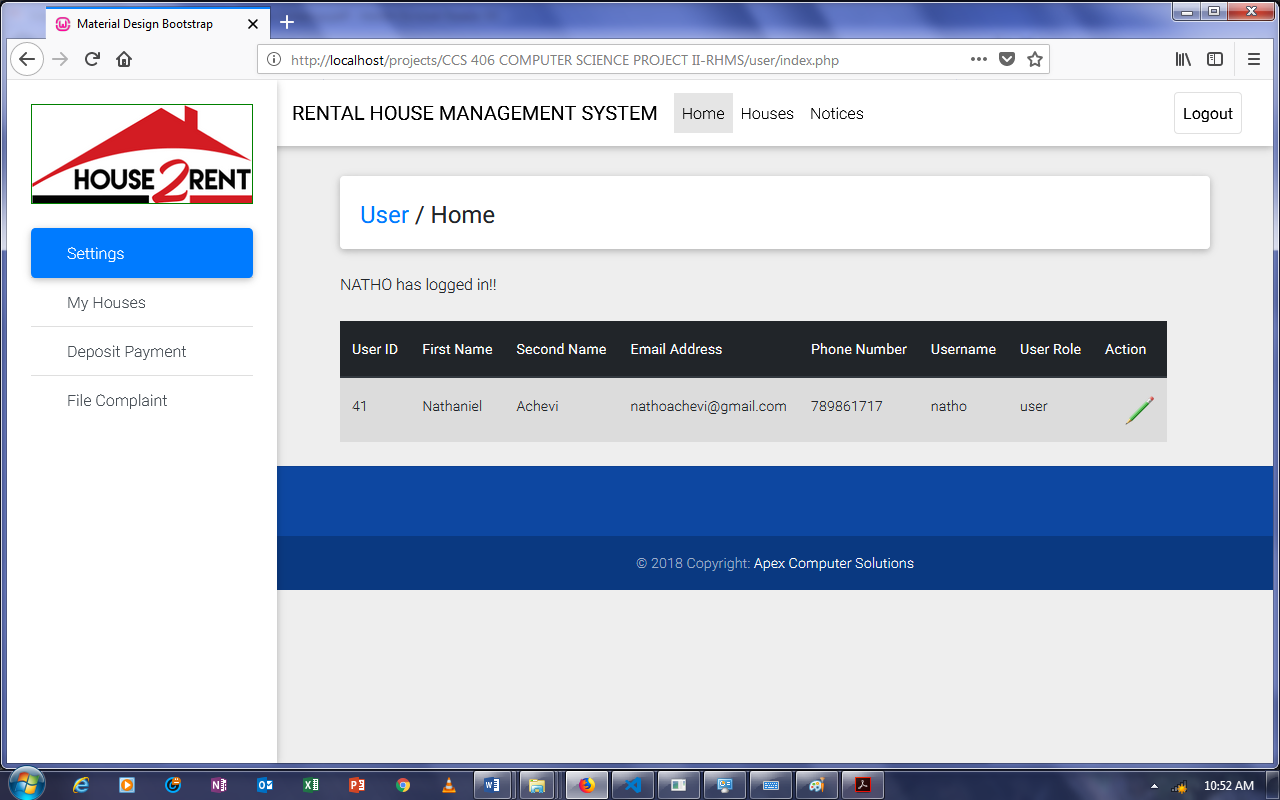 Material Design Bootstrap
http://localhost/projects/CCS 406 COMPUTER SCIENCE PROJECT II-RHMS/user/index.php
HOUSE2RENT
RENTAL HOUSE MANAGEMENT SYSTEM Home Houses Notices Logout
User / Home
Settings
My Houses
Deposit Payment
File Complaint
NATHO has logged in!!
User ID First Name Second Name Email Address Phone Number Username User Role Action
41 Nathaniel Achevi nathoachevi@gmail.com 789861717 natho user
© 2018 Copyright: Apex Computer Solutions
10:52 AM